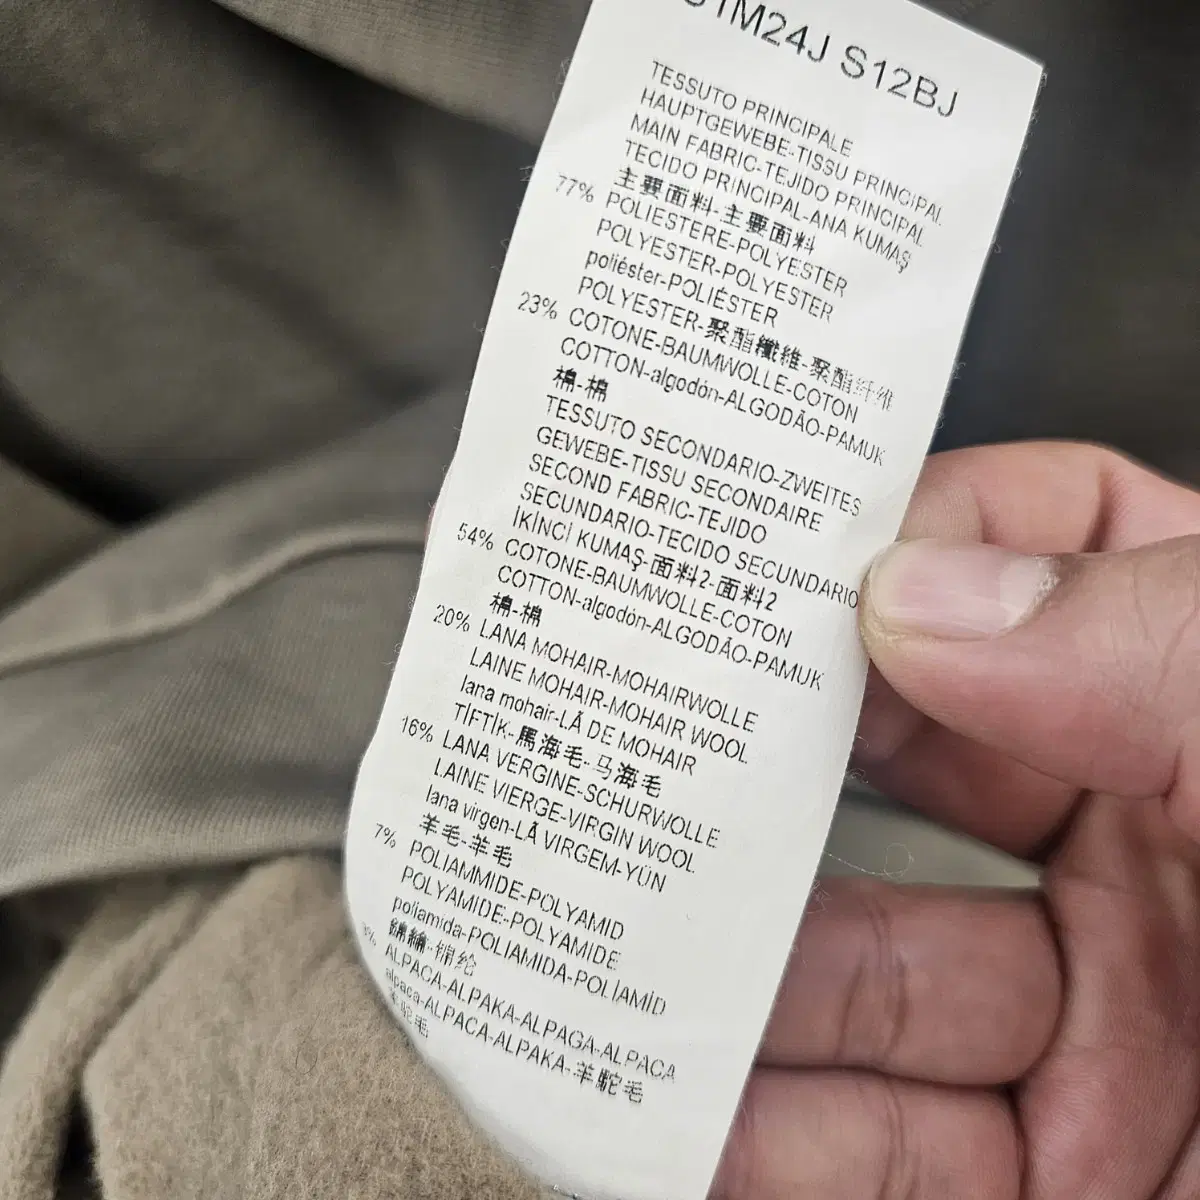 1M24J S12BJ
TESSUTO PRINCIPALE
HAUPTGEWEBE-TISSU PRINCIPAL
MAIN FABRIC-TEJIDO PRINCIPAL
TECIDO PRINCIPAL-ANA KUMAŞ
主要面料-主要面料
77% POLIESTERE-POLYESTER
POLYESTER-POLYESTER
poliéster-POLIÉSTER
POLYESTER-聚酯纖維-聚酯纤维
23% COTONE-BAUMWOLLE-COTON
COTTON-algodón-ALGODÃO-PAMUK
棉-棉
TESSUTO SECONDARIO-ZWEITES
GEWEBE-TISSU SECONDAIRE
SECOND FABRIC-TEJIDO
SECUNDARIO-TECIDO SECUNDARIO
İKİNCİ KUMAŞ-面料2-面料2
54% COTONE-BAUMWOLLE-COTON
COTTON-algodón-ALGODÃO-PAMUK
棉-棉
20% LANA MOHAIR-MOHAIRWOLLE
LAINE MOHAIR-MOHAIR WOOL
lana mohair-LÃ DE MOHAIR
TİFTİK-馬海毛-马海毛
16% LANA VERGINE-SCHURWOLLE
LAINE VIERGE-VIRGIN WOOL
lana virgen-LÃ VIRGEM-YÜN
羊毛-羊毛
7% POLIAMMIDE-POLYAMID
POLYAMIDE-POLYAMIDE
poliamida-POLIAMIDA-POLİAMİD
ALPACA-ALPAKA-ALPAGA-ALPACA
alpaca-ALPACA-ALPAKA-羊駝毛
羊驼毛